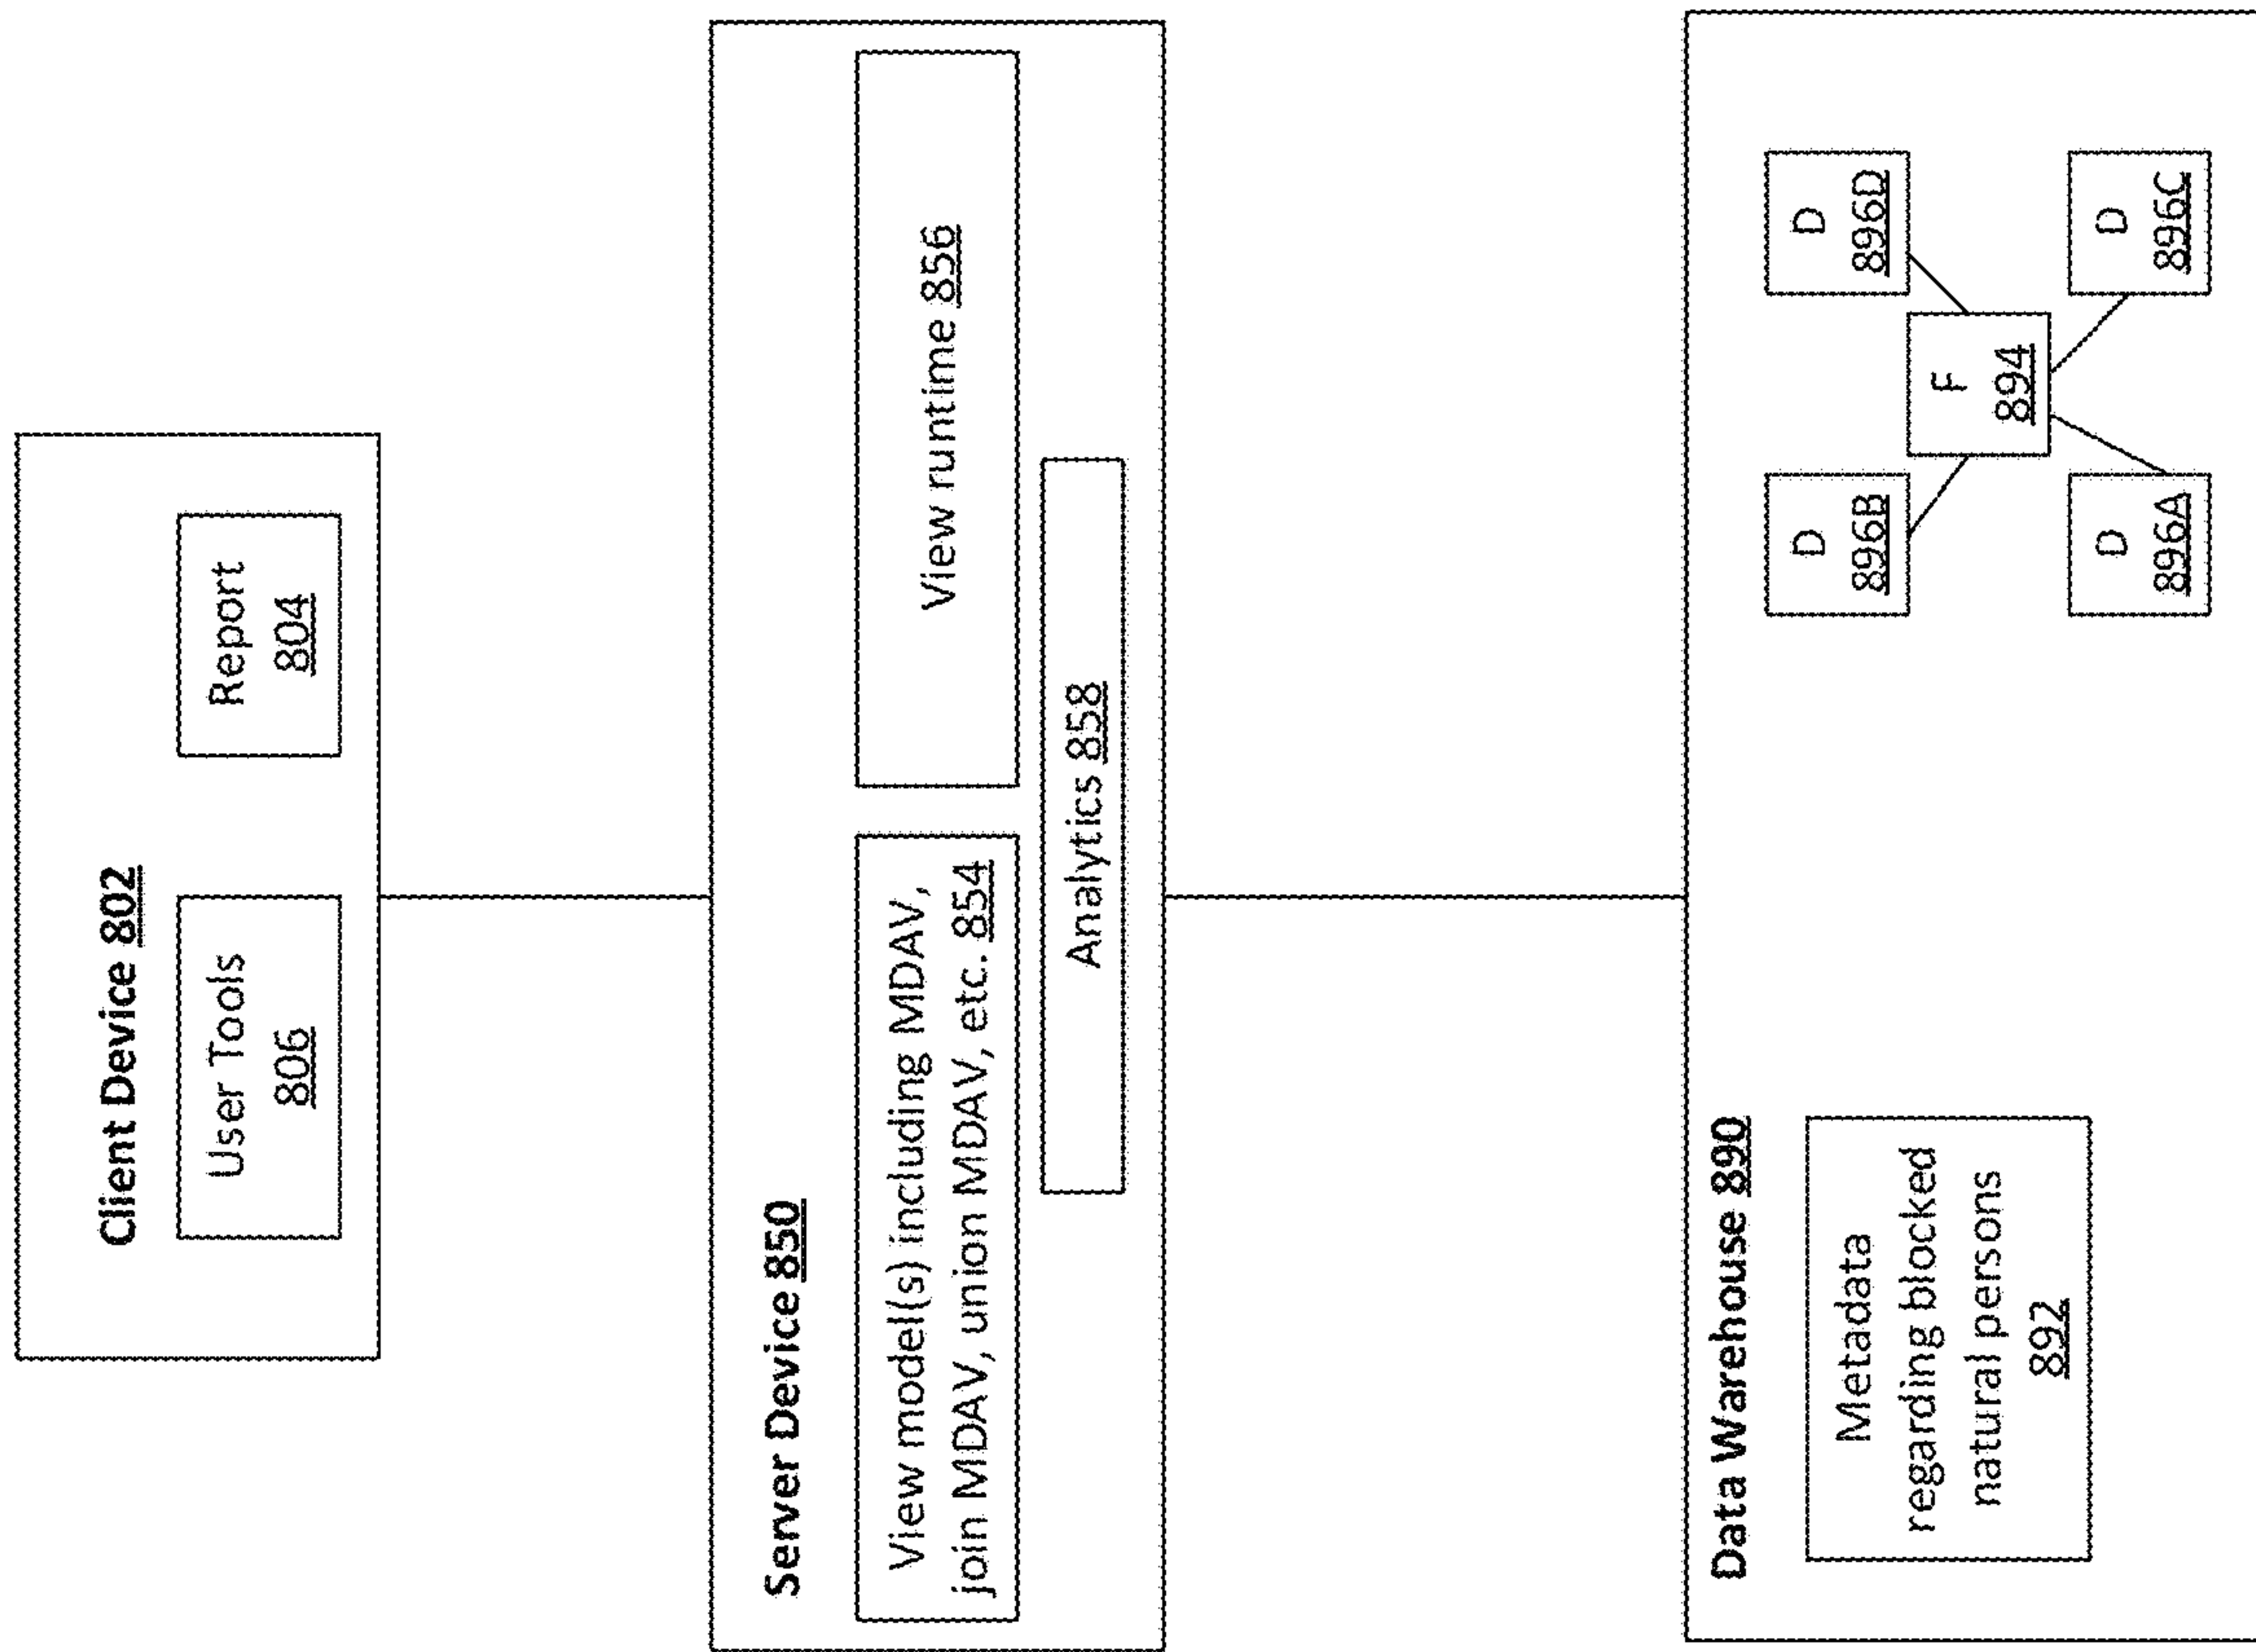 Client Device 802
User Tools
806
Report
804
Server Device 850
View model(s) including MDAV,
join MDAV, union MDAV, etc. 854
View runtime 856
Analytics 858
Data Warehouse 890
Metadata
regarding blocked
natural persons
892
D
896B
D
896D
F
894
D
896A
D
896C